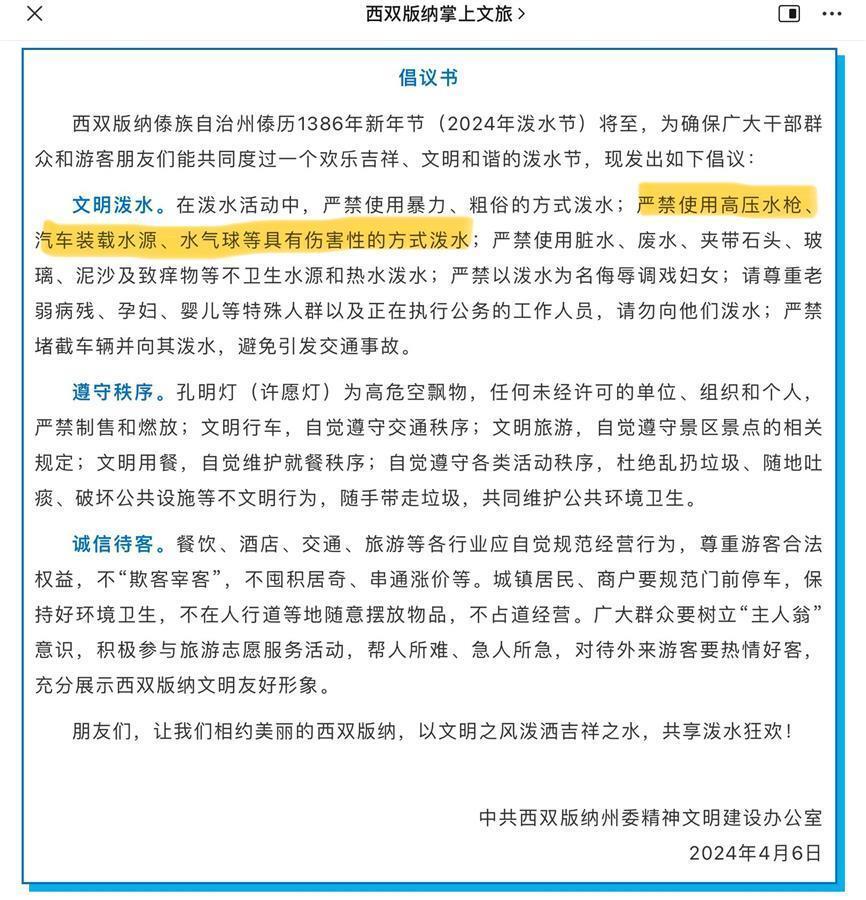 西双版纳掌上文旅>
倡议书
西双版纳傣族自治州傣历1386年新年节（2024年泼水节）将至，为确保广大干部群
众和游客朋友们能共同度过一个欢乐吉祥、文明和谐的泼水节，现发出如下倡议：
文明泼水。在泼水活动中，严禁使用暴力、粗俗的方式泼水；严禁使用高压水枪、
汽车装载水源、水气球等具有伤害性的方式泼水；严禁使用脏水、废水、夹带石头、玻
璃、泥沙及致痒物等不卫生水源和热水泼水；严禁以泼水为名侮辱调戏妇女；请尊重老
弱病残、孕妇、婴儿等特殊人群以及正在执行公务的工作人员，请勿向他们泼水；严禁
堵截车辆并向其泼水，避免引发交通事故。
遵守秩序。孔明灯（许愿灯）为高危空飘物，任何未经许可的单位、组织和个人，
严禁制售和燃放；文明行车，自觉遵守交通秩序；文明旅游，自觉遵守景区景点的相关
规定；文明用餐，自觉维护就餐秩序；自觉遵守各类活动秩序，杜绝乱扔垃圾、随地吐
痰、破坏公共设施等不文明行为，随手带走垃圾，共同维护公共环境卫生。
诚信待客。餐饮、酒店、交通、旅游等各行业应自觉规范经营行为，尊重游客合法
权益，不“欺客宰客”，不囤积居奇、串通涨价等。城镇居民、商户要规范门前停车，保
持好环境卫生，不在人行道等地随意摆放物品，不占道经营。广大群众要树立“主人翁”
意识，积极参与旅游志愿服务活动，帮人所难、急人所急，对待外来游客要热情好客，
充分展示西双版纳文明友好形象。
朋友们，让我们相约美丽的西双版纳，以文明之风泼洒吉祥之水，共享泼水狂欢！
中共西双版纳州委精神文明建设办公室
2024年4月6日